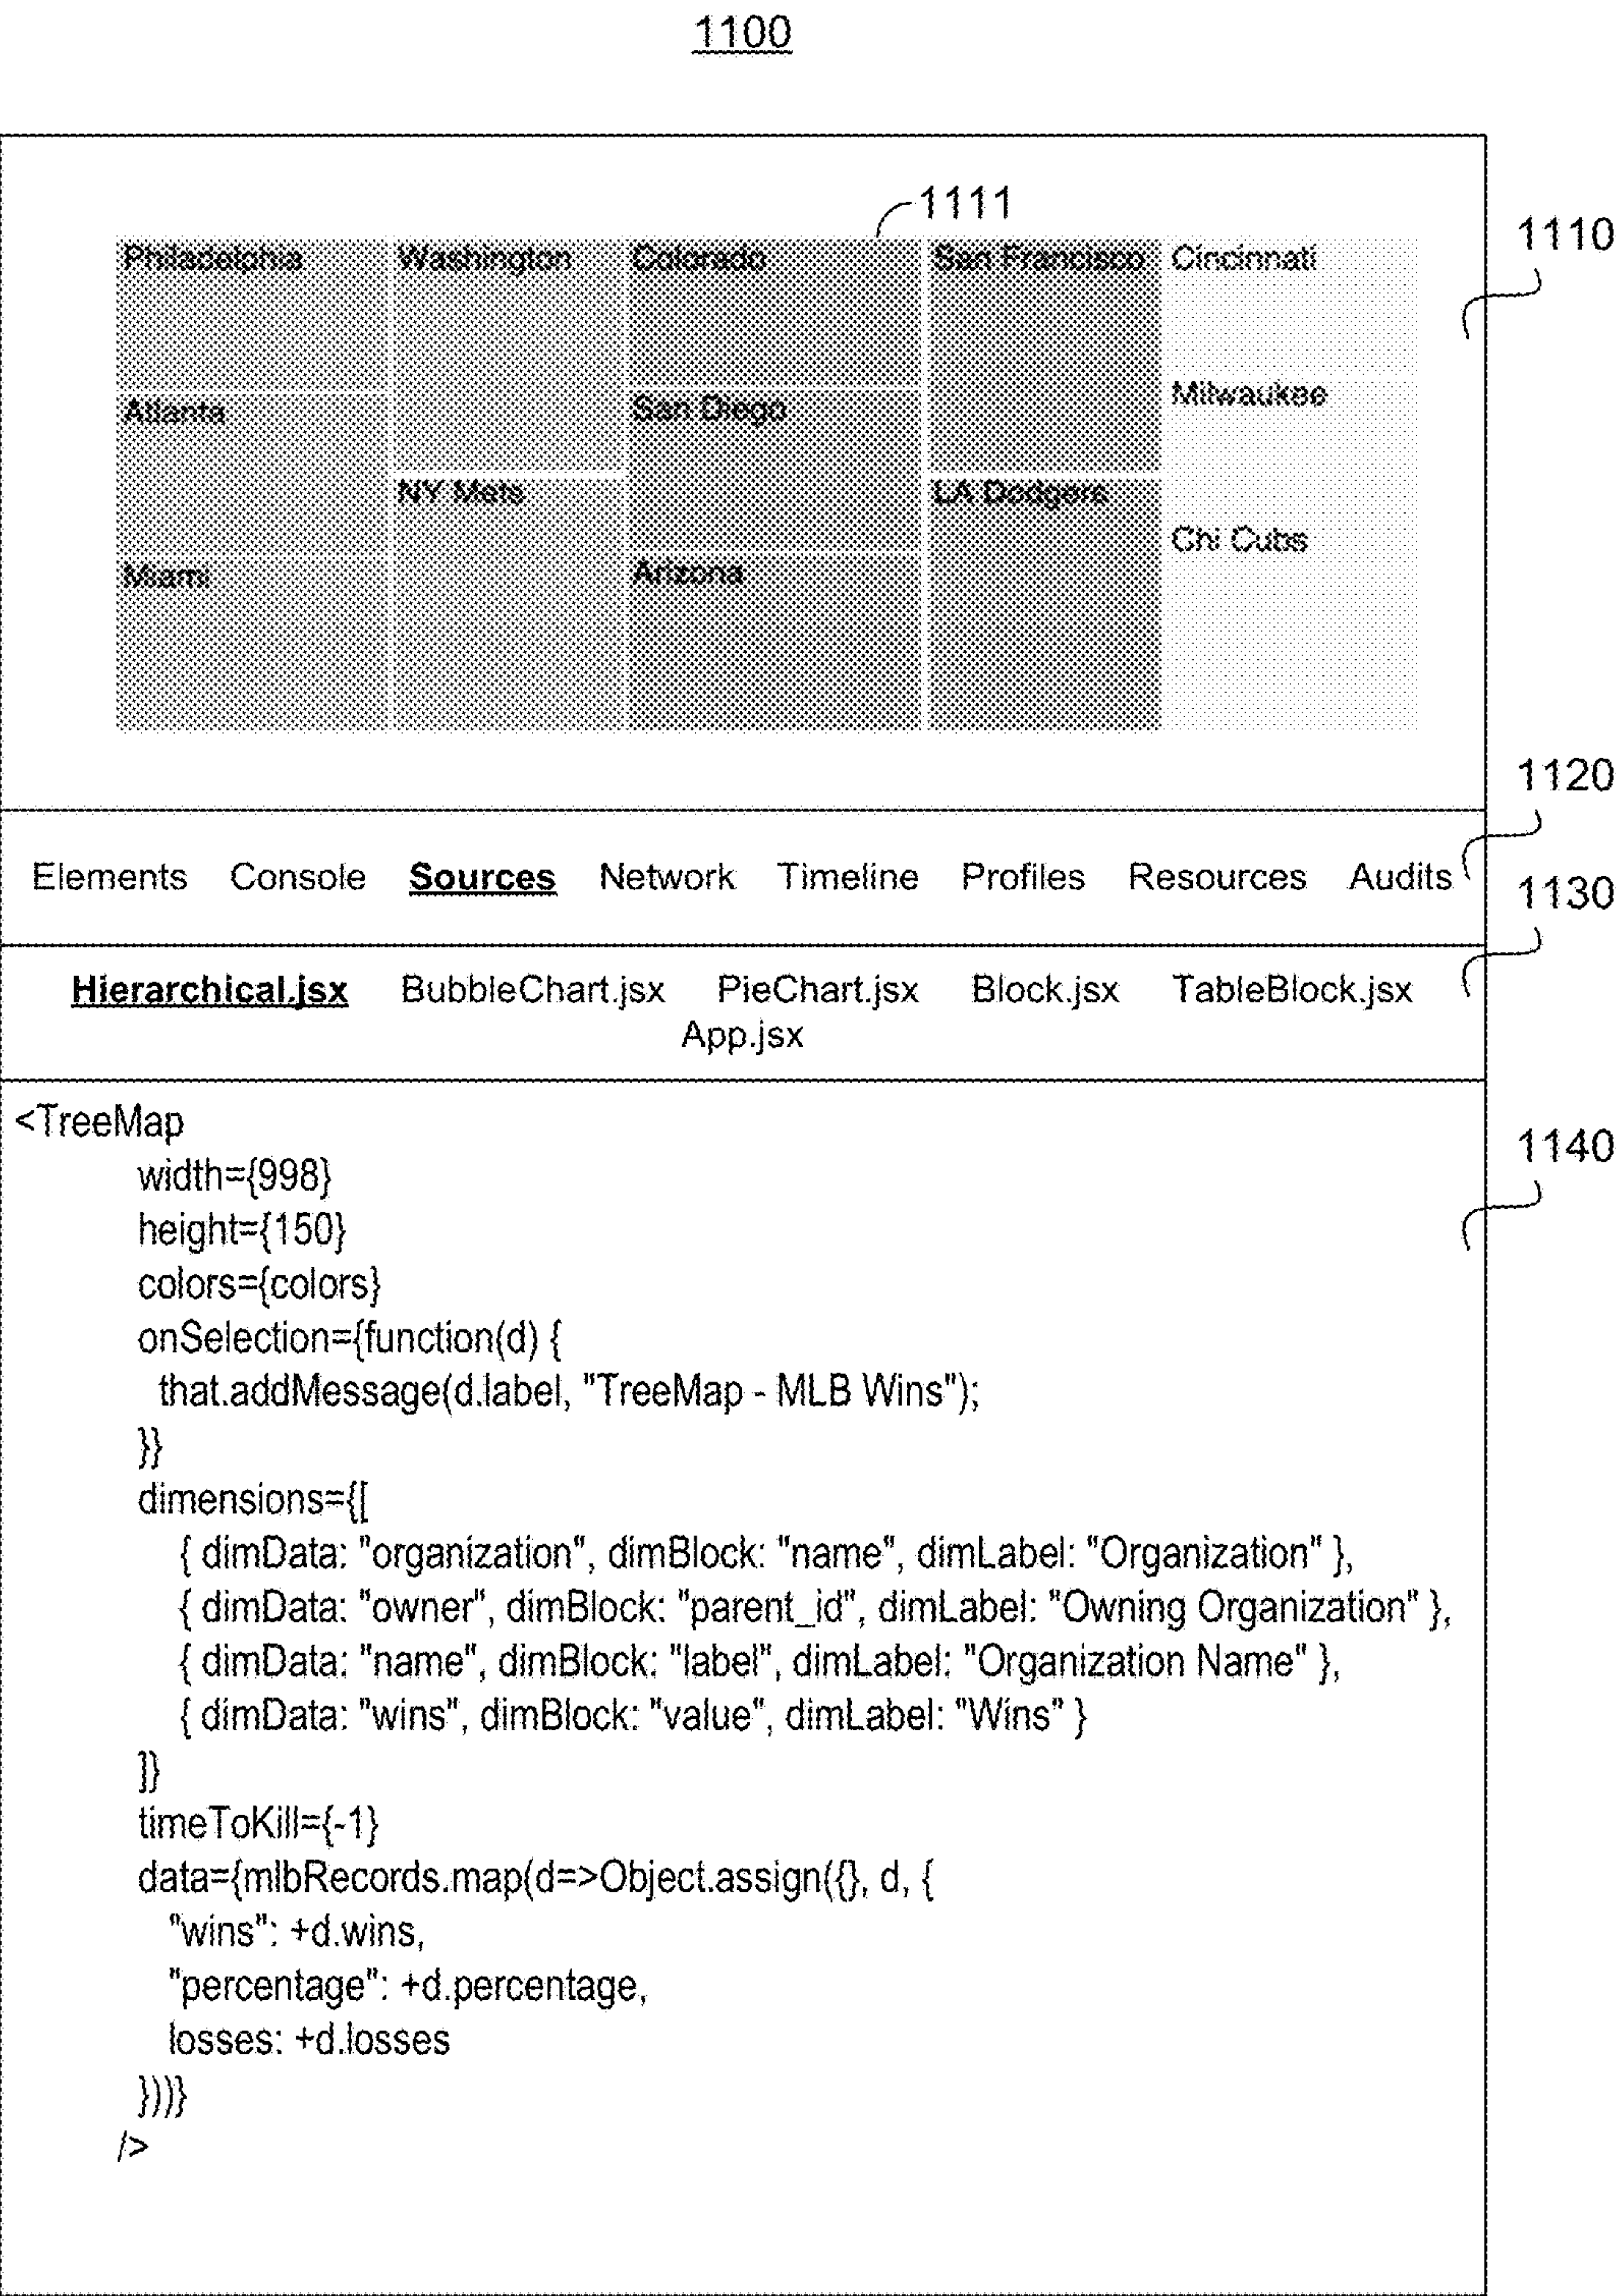 1100
1111
1110
Philadelphia Washington Colorado San Francisco Cincinnati
Milwaukee
Atlanta San Diego
NY Mets LA Dodgers
Chi Cubs
Miami Arizona
1120
Elements Console Sources Network Timeline Profiles Resources Audits
1130
Hierarchical.jsx BubbleChart.jsx PieChart.jsx Block.jsx TableBlock.jsx
App.jsx
<TreeMap
1140
width={998}
height={150}
colors={colors}
onSelection={function(d) {
that.addMessage(d.label, "TreeMap - MLB Wins");
}}
dimensions={[
{ dimData: "organization", dimBlock: "name", dimLabel: "Organization" },
{ dimData: "owner", dimBlock: "parent_id", dimLabel: "Owning Organization" },
{ dimData: "name", dimBlock: "label", dimLabel: "Organization Name" },
{ dimData: "wins", dimBlock: "value", dimLabel: "Wins" }
]}
timeToKill={-1}
data={mlbRecords.map(d=>Object.assign({}, d, {
"wins": +d.wins,
"percentage": +d.percentage,
losses: +d.losses
}))}
/>